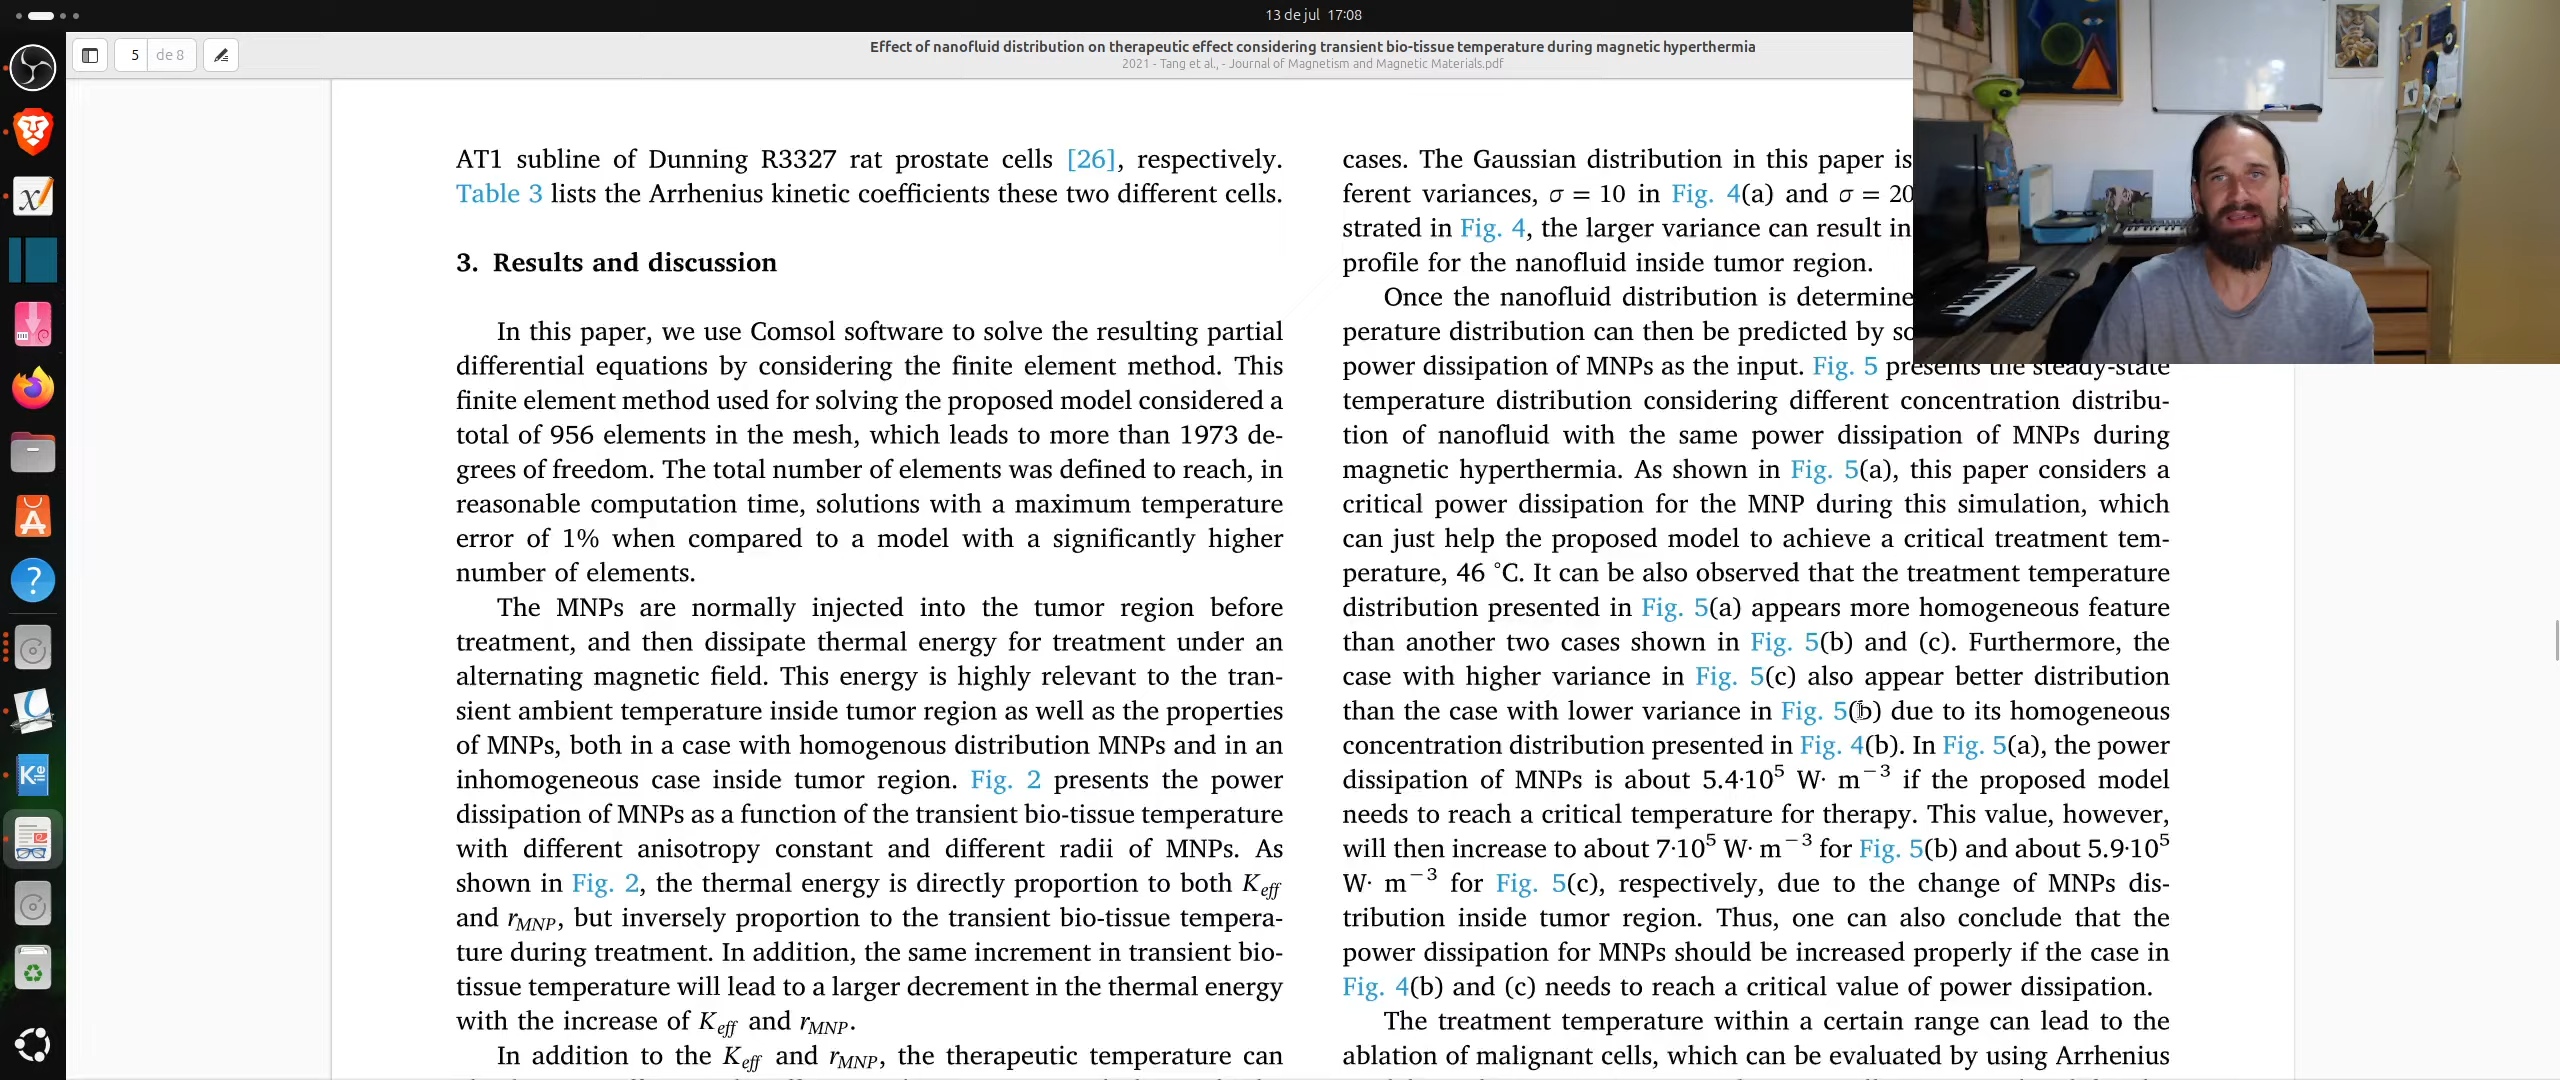 13 de jul 17:08
5 de 8
Effect of nanofluid distribution on therapeutic effect considering transient bio-tissue temperature during magnetic hyperthermia
2021 - Tang et al., - Journal of Magnetism and Magnetic Materials.pdf
AT1 subline of Dunning R3327 rat prostate cells [26], respectively.
Table 3 lists the Arrhenius kinetic coefficients these two different cells.
3. Results and discussion
In this paper, we use Comsol software to solve the resulting partial
differential equations by considering the finite element method. This
finite element method used for solving the proposed model considered a
total of 956 elements in the mesh, which leads to more than 1973 de-
grees of freedom. The total number of elements was defined to reach, in
reasonable computation time, solutions with a maximum temperature
error of 1% when compared to a model with a significantly higher
number of elements.
The MNPs are normally injected into the tumor region before
treatment, and then dissipate thermal energy for treatment under an
alternating magnetic field. This energy is highly relevant to the tran-
sient ambient temperature inside tumor region as well as the properties
of MNPs, both in a case with homogenous distribution MNPs and in an
inhomogeneous case inside tumor region. Fig. 2 presents the power
dissipation of MNPs as a function of the transient bio-tissue temperature
with different anisotropy constant and different radii of MNPs. As
shown in Fig. 2, the thermal energy is directly proportion to both Keff
and rMNP, but inversely proportion to the transient bio-tissue tempera-
ture during treatment. In addition, the same increment in transient bio-
tissue temperature will lead to a larger decrement in the thermal energy
with the increase of Keff and rMNP.
In addition to the Keff and rMNP, the therapeutic temperature can
cases. The Gaussian distribution in this paper is
ferent variances, σ = 10 in Fig. 4(a) and σ = 20
strated in Fig. 4, the larger variance can result in
profile for the nanofluid inside tumor region.
Once the nanofluid distribution is determine
perature distribution can then be predicted by so
power dissipation of MNPs as the input. Fig. 5 presents the steady-state
temperature distribution considering different concentration distribu-
tion of nanofluid with the same power dissipation of MNPs during
magnetic hyperthermia. As shown in Fig. 5(a), this paper considers a
critical power dissipation for the MNP during this simulation, which
can just help the proposed model to achieve a critical treatment tem-
perature, 46 °C. It can be also observed that the treatment temperature
distribution presented in Fig. 5(a) appears more homogeneous feature
than another two cases shown in Fig. 5(b) and (c). Furthermore, the
case with higher variance in Fig. 5(c) also appear better distribution
than the case with lower variance in Fig. 5(b) due to its homogeneous
concentration distribution presented in Fig. 4(b). In Fig. 5(a), the power
dissipation of MNPs is about 5.4·10⁵ W· m⁻³ if the proposed model
needs to reach a critical temperature for therapy. This value, however,
will then increase to about 7·10⁵ W· m⁻³ for Fig. 5(b) and about 5.9·10⁵
W· m⁻³ for Fig. 5(c), respectively, due to the change of MNPs dis-
tribution inside tumor region. Thus, one can also conclude that the
power dissipation for MNPs should be increased properly if the case in
Fig. 4(b) and (c) needs to reach a critical value of power dissipation.
The treatment temperature within a certain range can lead to the
ablation of malignant cells, which can be evaluated by using Arrhenius